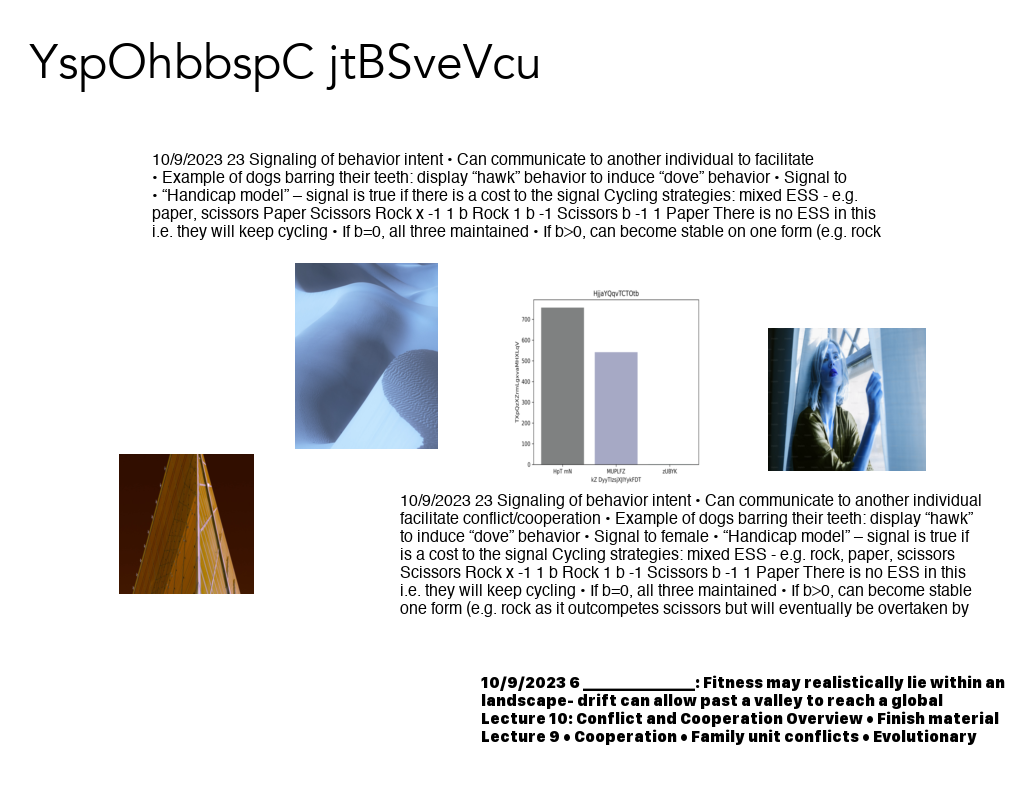 YspOhbbspC jtBSveVcu
10/9/2023 23 Signaling of behavior intent • Can communicate to another individual to facilitate
• Example of dogs barring their teeth: display “hawk” behavior to induce “dove” behavior • Signal to
• “Handicap model” – signal is true if there is a cost to the signal Cycling strategies: mixed ESS - e.g.
paper, scissors Paper Scissors Rock x -1 1 b Rock 1 b -1 Scissors b -1 1 Paper There is no ESS in this
i.e. they will keep cycling • If b=0, all three maintained • If b>0, can become stable on one form (e.g. rock
HjjaYQqvTCTOtb
700
600
500
400
300
200
100
0
HpT mN MUPLFZ zUBYK
10/9/2023 23 Signaling of behavior intent • Can communicate to another individual
facilitate conflict/cooperation • Example of dogs barring their teeth: display “hawk”
to induce “dove” behavior • Signal to female • “Handicap model” – signal is true if
is a cost to the signal Cycling strategies: mixed ESS - e.g. rock, paper, scissors
Scissors Rock x -1 1 b Rock 1 b -1 Scissors b -1 1 Paper There is no ESS in this
i.e. they will keep cycling • If b=0, all three maintained • If b>0, can become stable
one form (e.g. rock as it outcompetes scissors but will eventually be overtaken by
10/9/2023 6 ______________: Fitness may realistically lie within an
landscape- drift can allow past a valley to reach a global
Lecture 10: Conflict and Cooperation Overview • Finish material
Lecture 9 • Cooperation • Family unit conflicts • Evolutionary